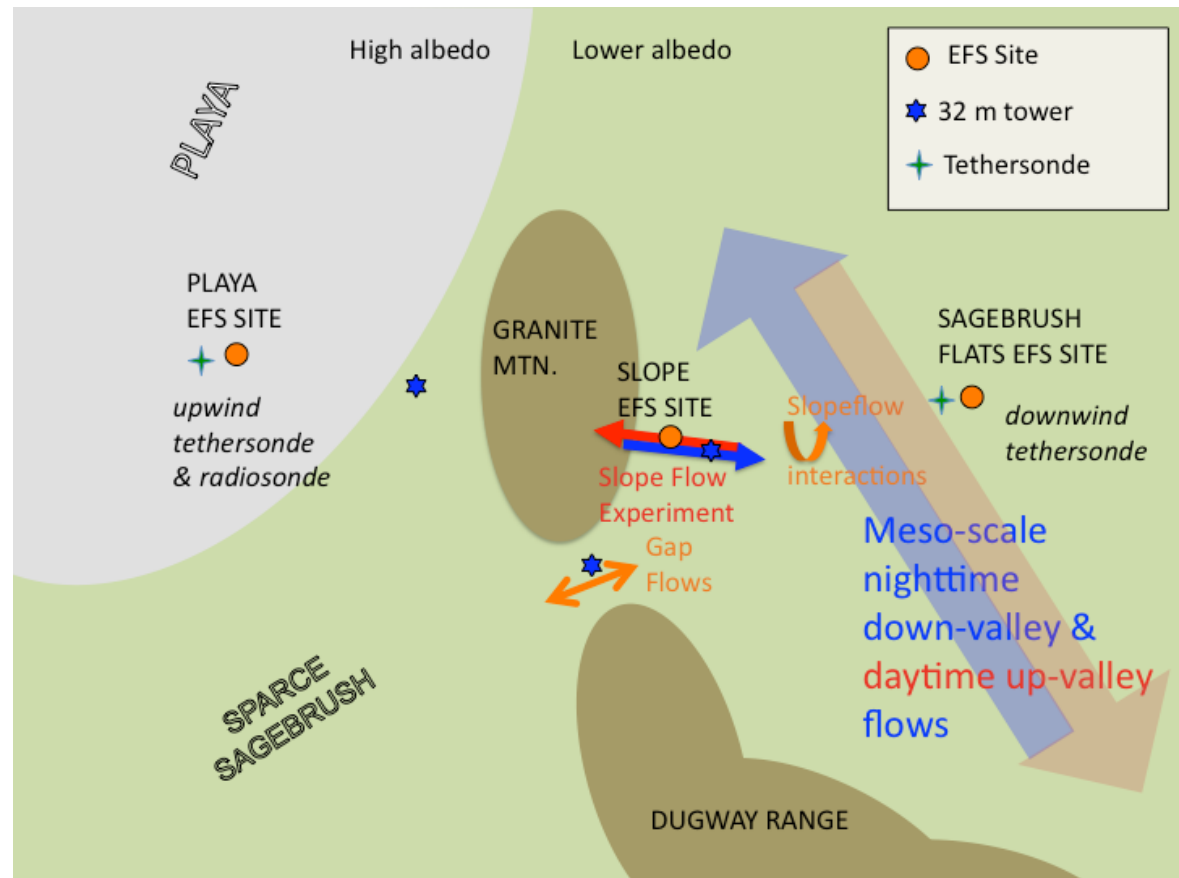 High albedo
Lower albedo
EFS Site
32 m tower
Tethersonde
PLAYA
PLAYA
EFS SITE
upwind
tethersonde
& radiosonde
GRANITE
MTN.
SLOPE
EFS SITE
Slopeflow
interactions
SAGEBRUSH
FLATS EFS SITE
downwind
tethersonde
Slope Flow
Experiment
Gap
Flows
Meso-scale
nighttime
down-valley &
daytime up-valley
flows
SPARCE
SAGEBRUSH
DUGWAY RANGE